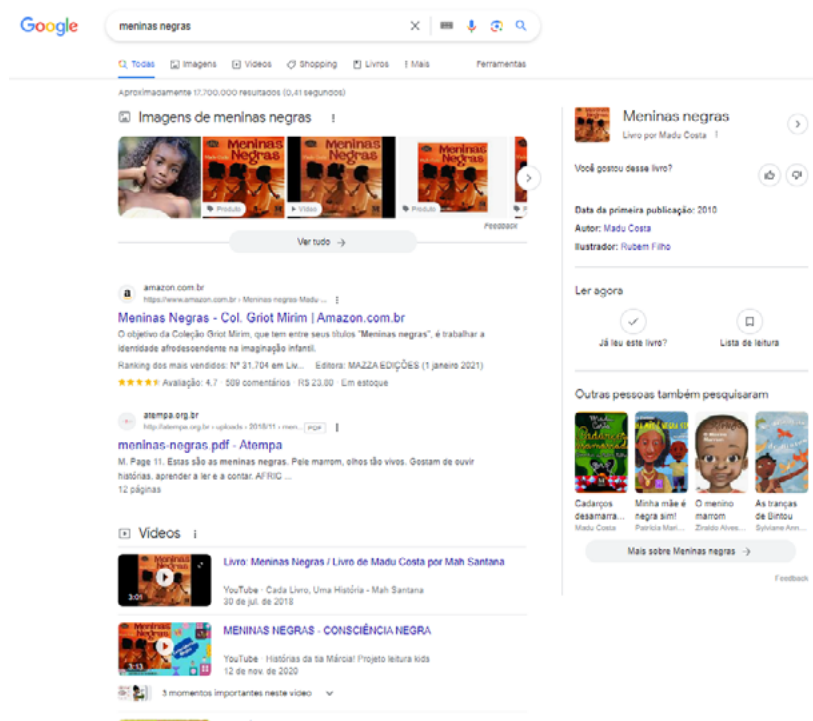 Google
meninas negras
Todas Imagens Vídeos Shopping Livros Mais Ferramentas
Aproximadamente 17.700.000 resultados (0,41 segundos)
Imagens de meninas negras
Meninas Negras
Produto
Meninas Negras
Vídeo
Meninas Negras
Produto
Feedback
Ver tudo →
amazon.com.br
https://www.amazon.com.br › Meninas-negras-Madu ...
Meninas Negras - Col. Griot Mirim | Amazon.com.br
O objetivo da Coleção Griot Mirim, que tem entre seus títulos "Meninas negras", é trabalhar a
identidade afrodescendente na imaginação infantil.
Ranking dos mais vendidos: Nº 31.704 em Liv... Editora: MAZZA EDIÇÕES (1 janeiro 2021)
Avaliação: 4,7 · 509 comentários · R$ 23,80 · Em estoque
atempa.org.br
http://atempa.org.br › uploads › 2018/11 › men... PDF
meninas-negras.pdf - Atempa
M. Page 11. Estas são as meninas negras. Pele marrom, olhos tão vivos. Gostam de ouvir
histórias, aprender a ler e a contar. AFRIC ...
12 páginas
Vídeos
3:01
Livro: Meninas Negras / Livro de Madu Costa por Mah Santana
YouTube · Cada Livro, Uma História - Mah Santana
30 de jul. de 2018
Meninas Negras
3:13
MENINAS NEGRAS - CONSCIÊNCIA NEGRA
YouTube · Histórias da tia Márcia! Projeto leitura kids
12 de nov. de 2020
3 momentos importantes neste vídeo
Meninas negras
Livro por Madu Costa
Você gostou desse livro?
Data da primeira publicação: 2010
Autor: Madu Costa
Ilustrador: Rubem Filho
Ler agora
Já leu este livro? Lista de leitura
Outras pessoas também pesquisaram
Cadarços desamarra... Madu Costa
Minha mãe é negra sim! Patrícia Mari...
O menino marrom Ziraldo Alves...
As tranças de Bintou Sylviane Ann...
Mais sobre Meninas negras →
Feedback